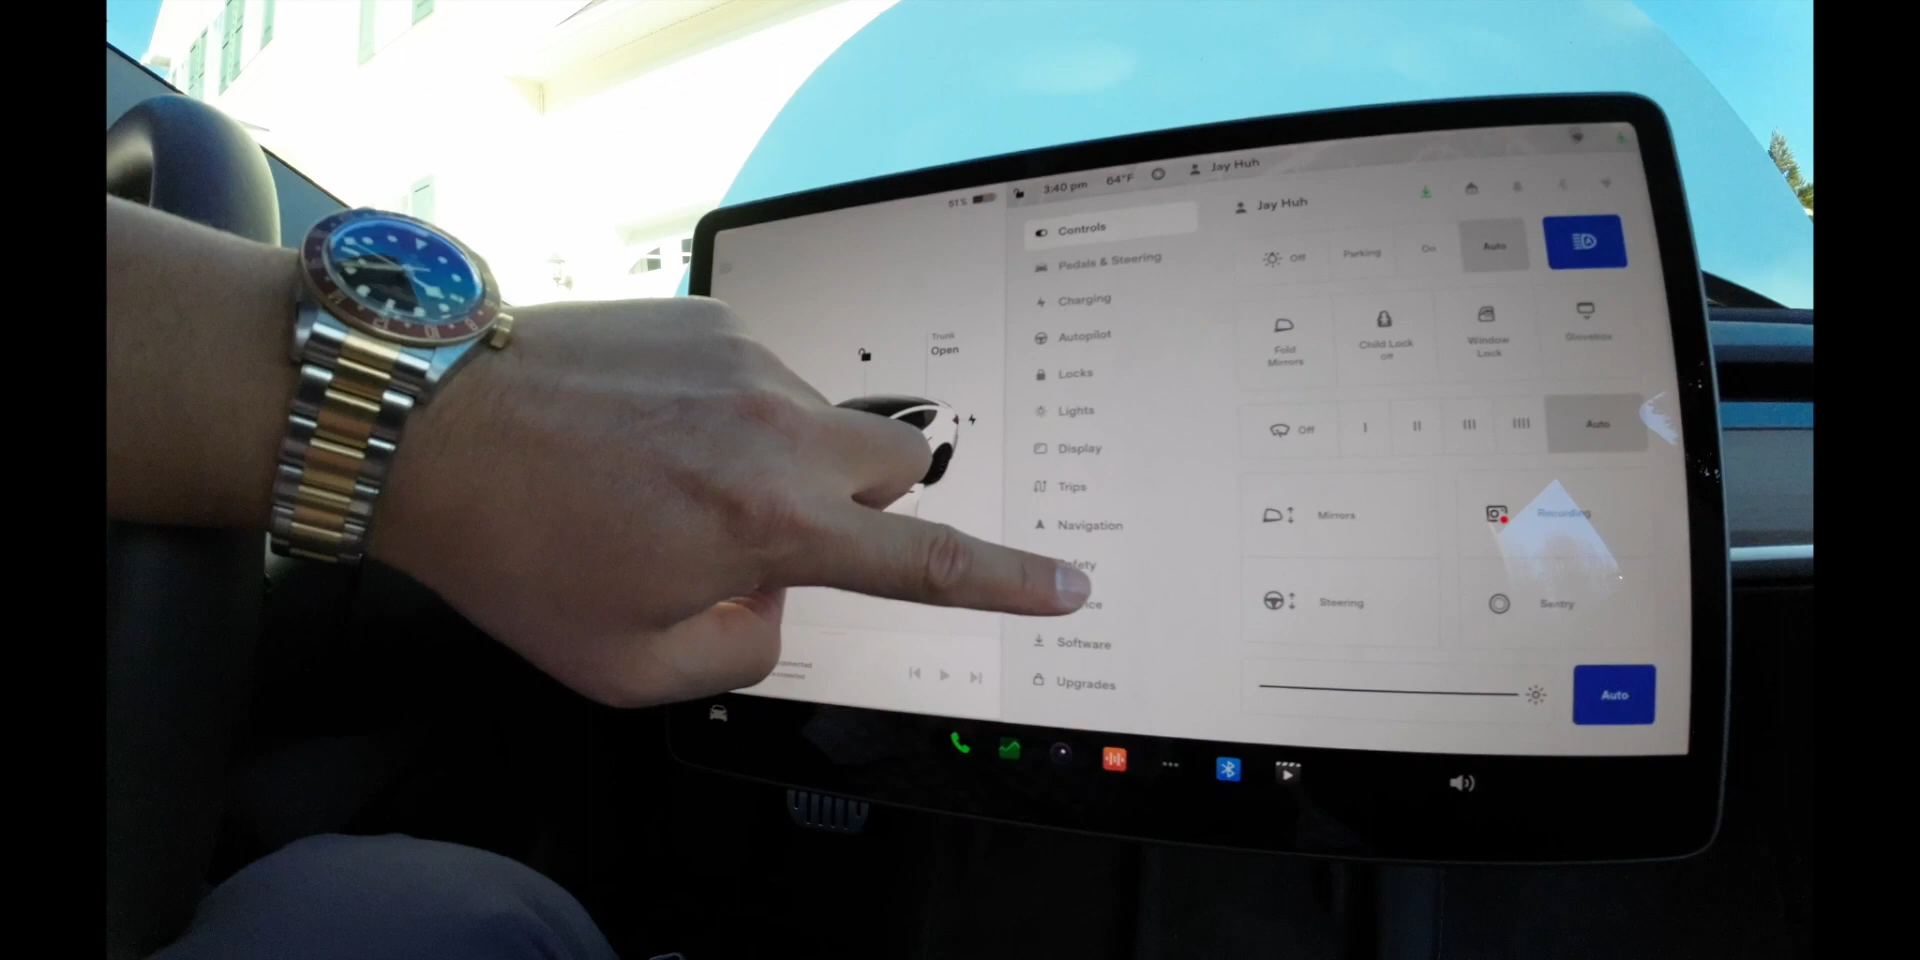 51%
3:40 pm 64°F Jay Huh
Jay Huh
Controls
Pedals & Steering
Charging
Autopilot
Locks
Lights
Display
Trips
Navigation
Software
Upgrades
Trunk
Open
Off Parking On Auto
Fold
Mirrors
Child Lock
Off
Window
Lock
Glovebox
Off I II III IIII Auto
Mirrors
Recording
Steering
Sentry
Auto